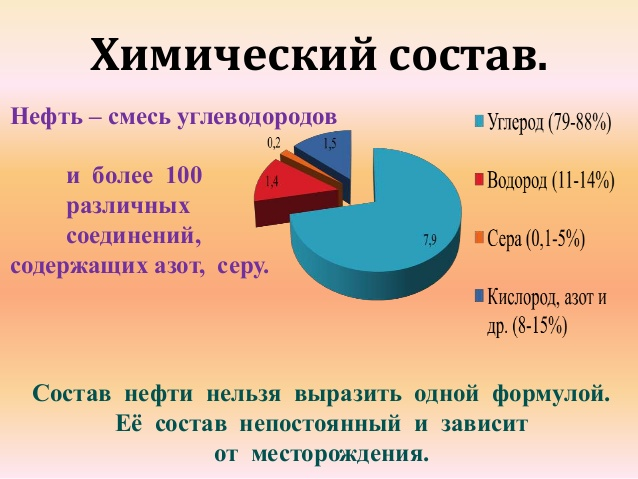 Химический состав.
Нефть – смесь углеводородов
и более 100
различных
соединений,
содержащих азот, серу.
0,2
1,5
1,4
7,9
Углерод (79-88%)
Водород (11-14%)
Сера (0,1-5%)
Кислород, азот и
др. (8-15%)
Состав нефти нельзя выразить одной формулой.
Её состав непостоянный и зависит
от месторождения.